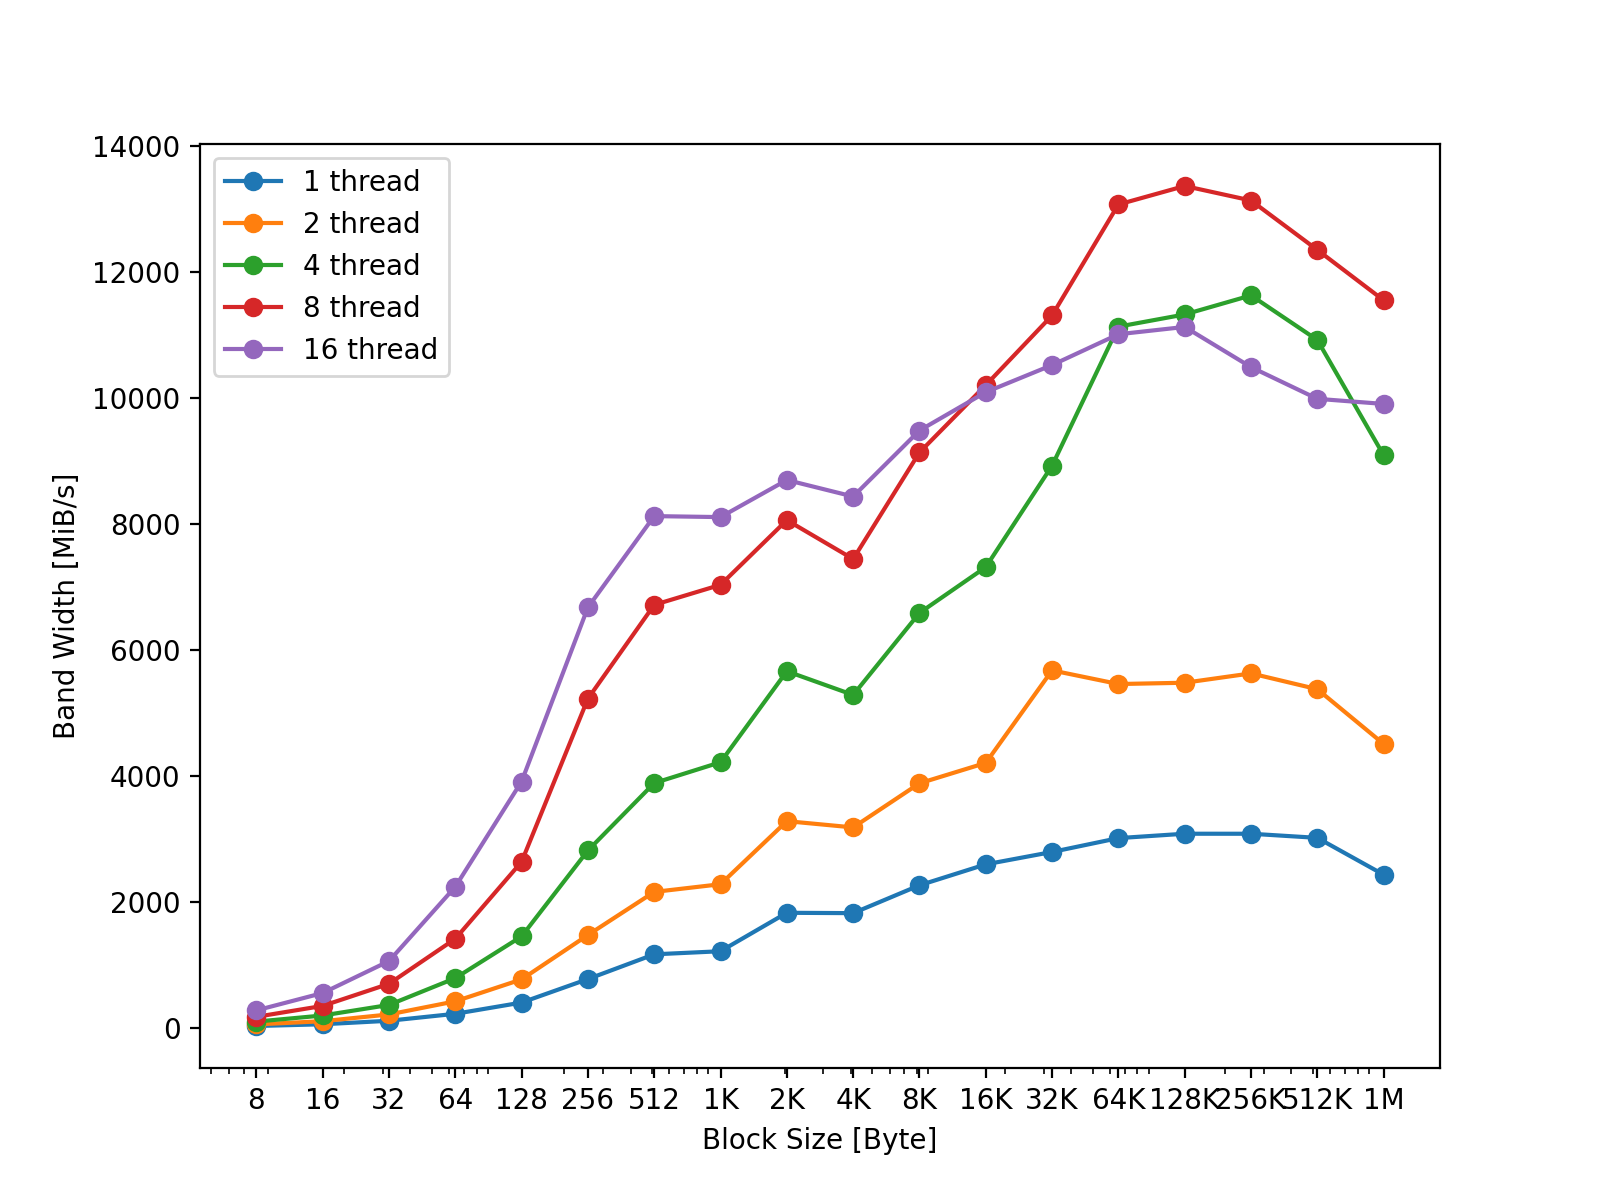 14000
12000
10000
8000
6000
4000
2000
0
Band Width [MiB/s]
1 thread
2 thread
4 thread
8 thread
16 thread
8 16 32 64 128 256 512 1K 2K 4K 8K 16K 32K 64K 128K 256K 512K 1M
Block Size [Byte]